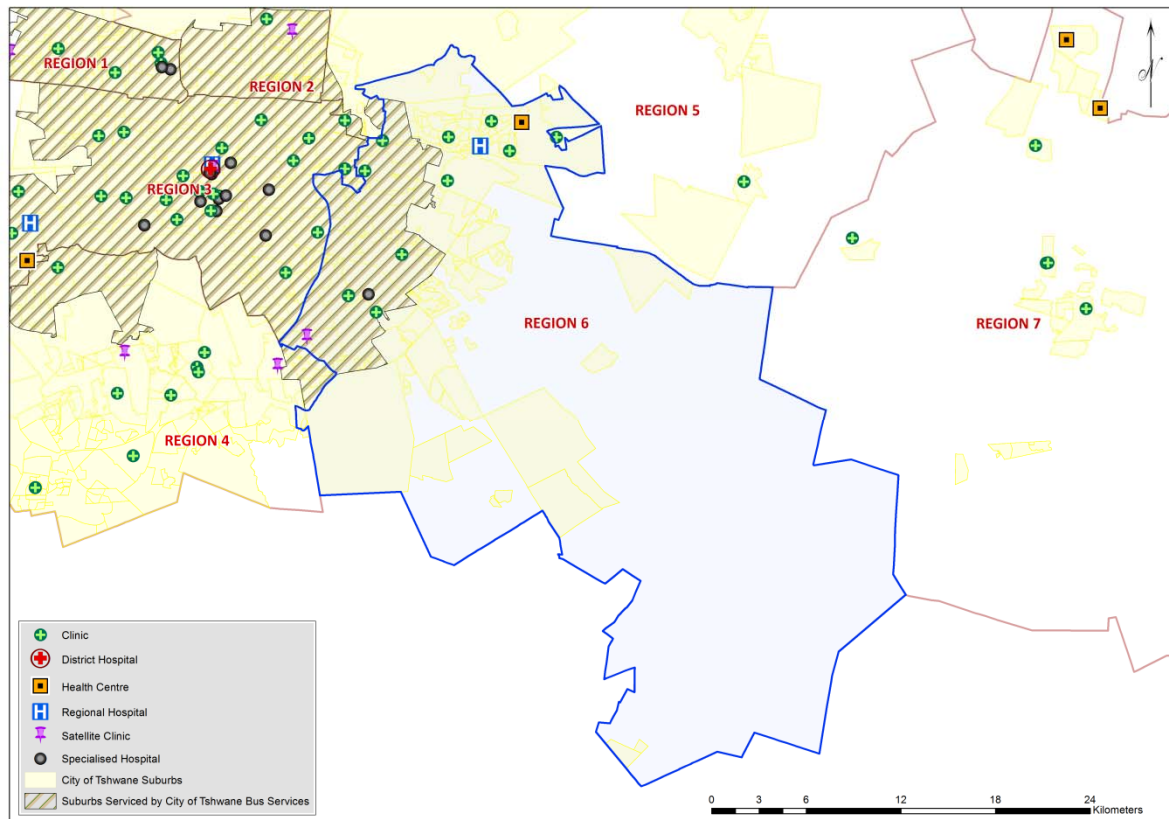 REGION 1
REGION 2
REGION 5
N
REGION 3
REGION 6
REGION 7
REGION 4
Clinic
District Hospital
Health Centre
H Regional Hospital
Satellite Clinic
Specialised Hospital
City of Tshwane Suburbs
Suburbs Serviced by City of Tshwane Bus Services
0 3 6 12 18 24
Kilometers